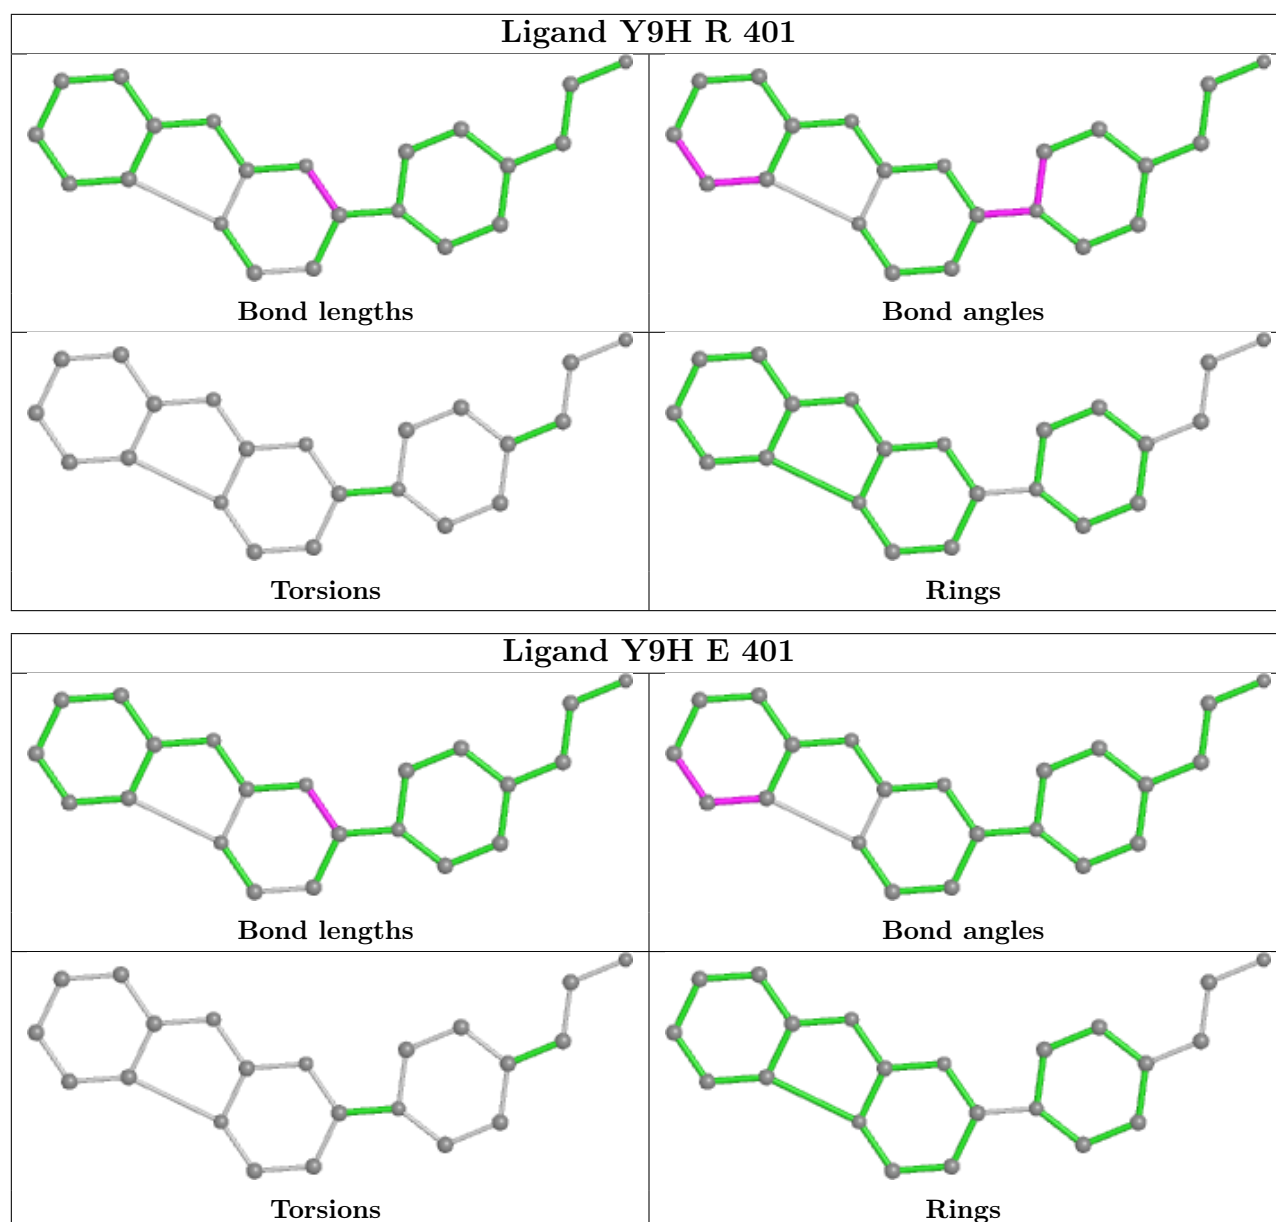 Ligand Y9H R 401
Bond lengths
Bond angles
Torsions
Rings
Ligand Y9H E 401
Bond lengths
Bond angles
Torsions
Rings